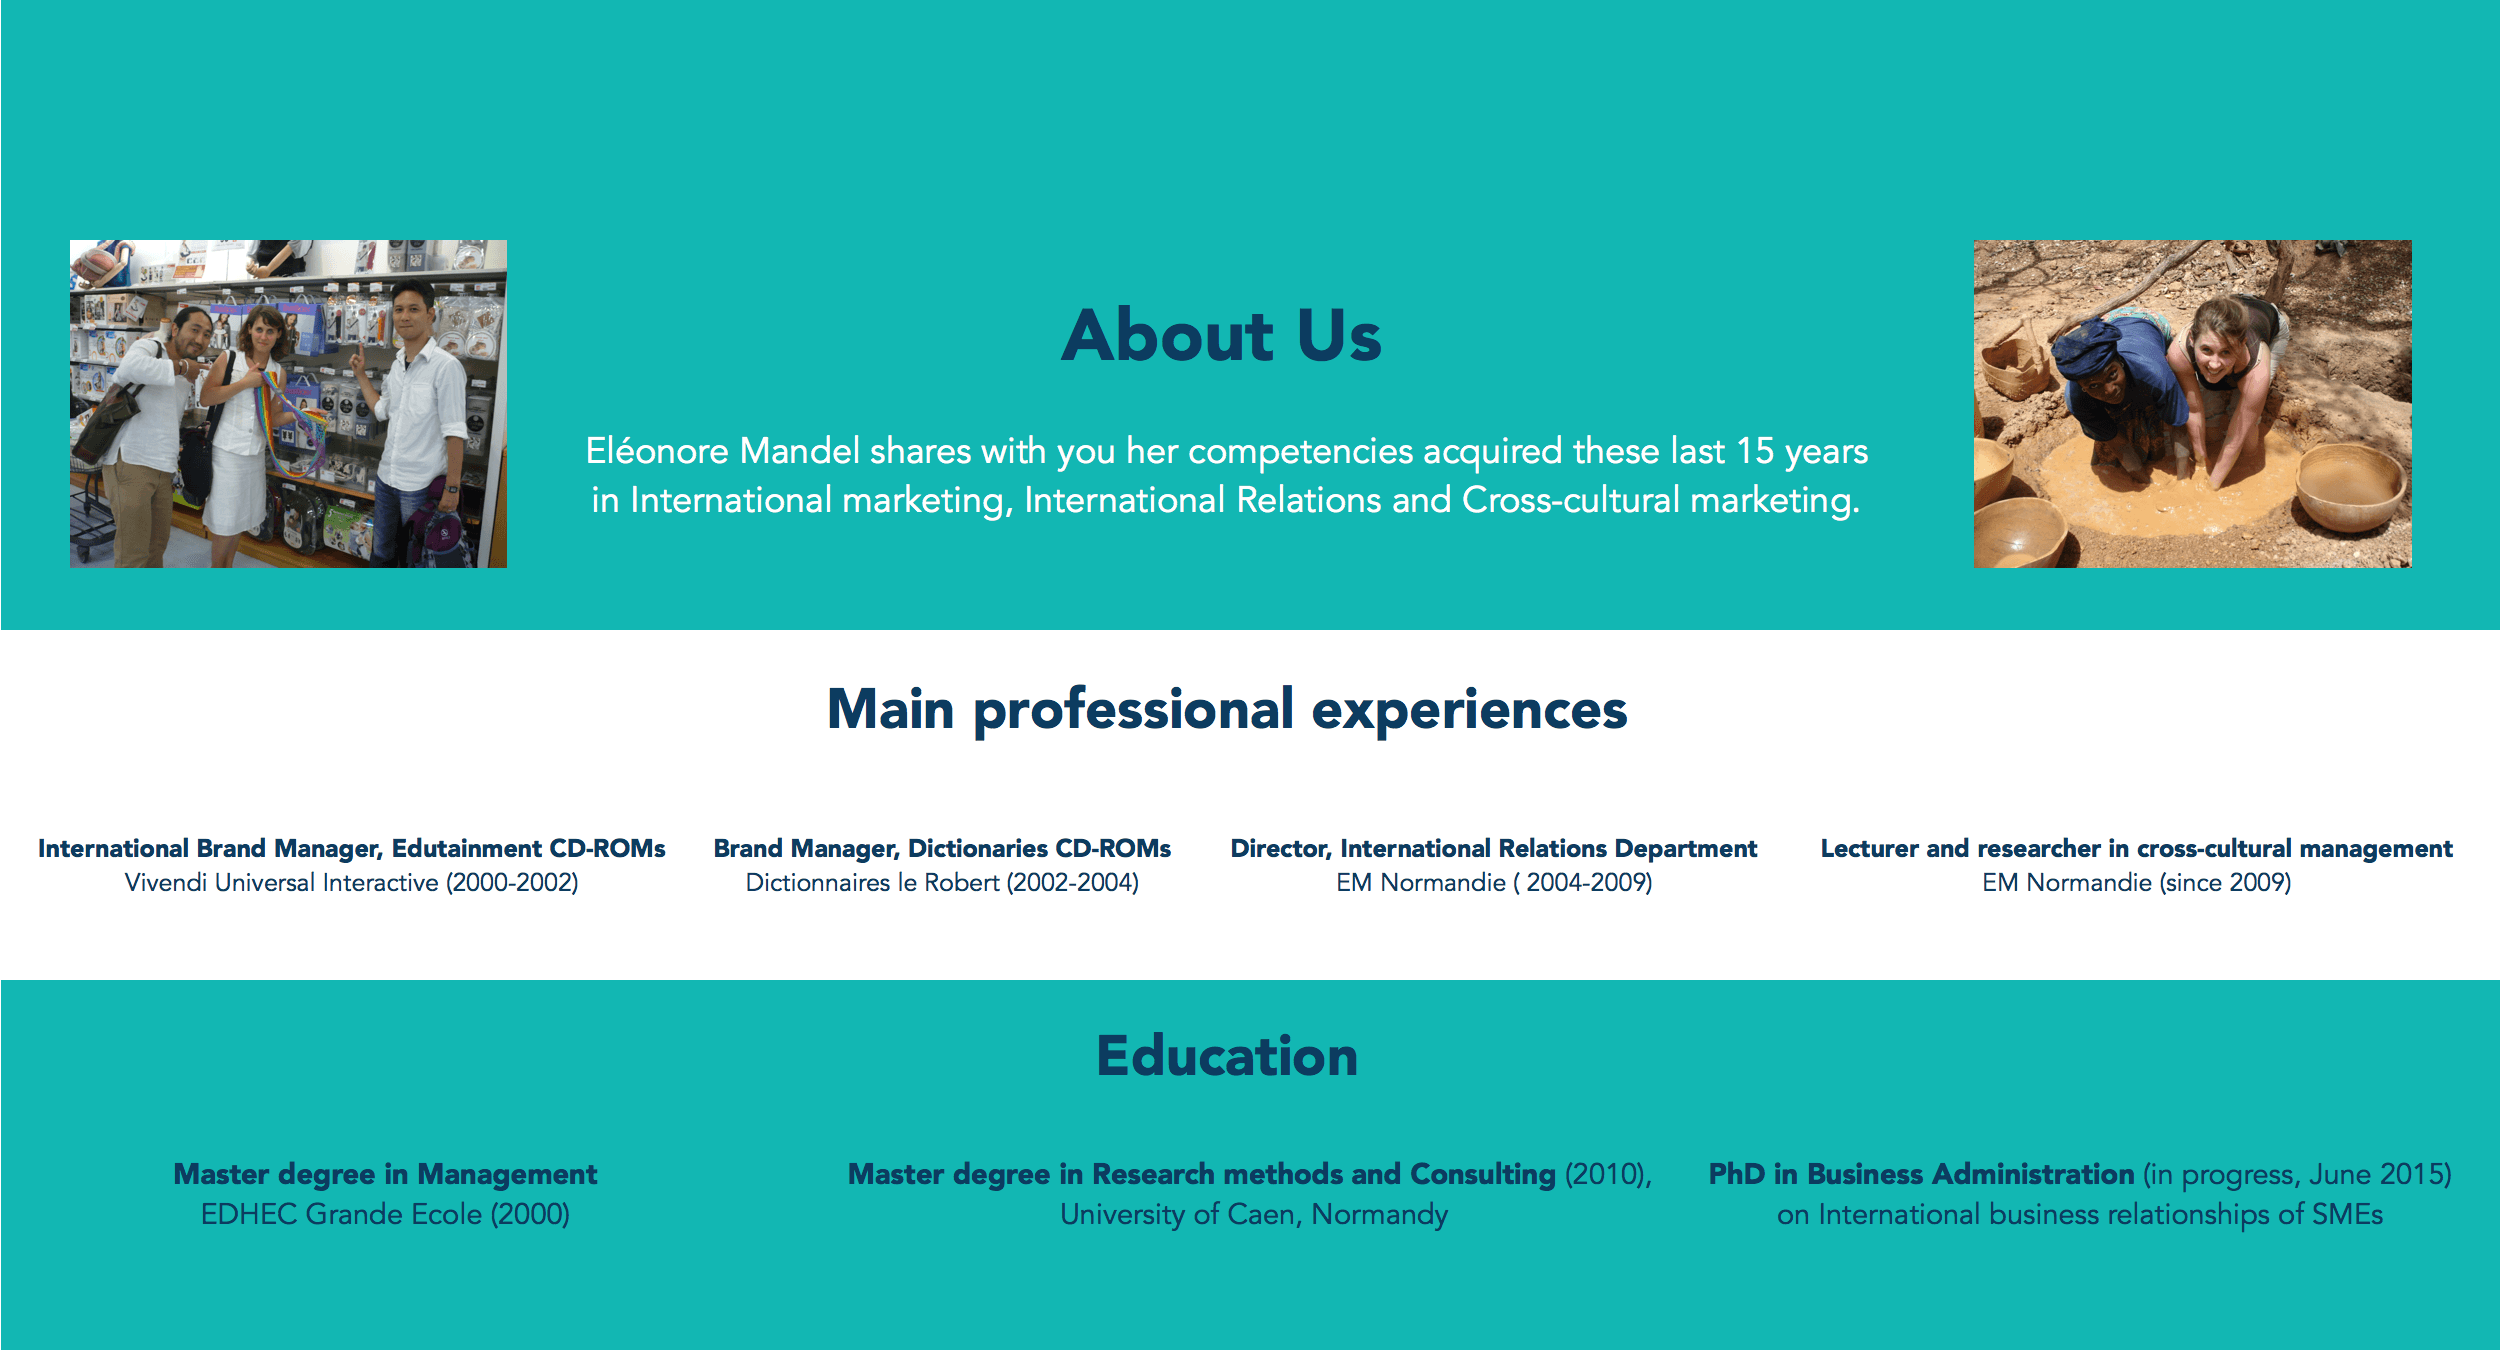 About Us
Eléonore Mandel shares with you her competencies acquired these last 15 years
in International marketing, International Relations and Cross-cultural marketing.
Main professional experiences
International Brand Manager, Edutainment CD-ROMs
Vivendi Universal Interactive (2000-2002)
Brand Manager, Dictionaries CD-ROMs
Dictionnaires le Robert (2002-2004)
Director, International Relations Department
EM Normandie ( 2004-2009)
Lecturer and researcher in cross-cultural management
EM Normandie (since 2009)
Education
Master degree in Management
EDHEC Grande Ecole (2000)
Master degree in Research methods and Consulting (2010),
University of Caen, Normandy
PhD in Business Administration (in progress, June 2015)
on International business relationships of SMEs